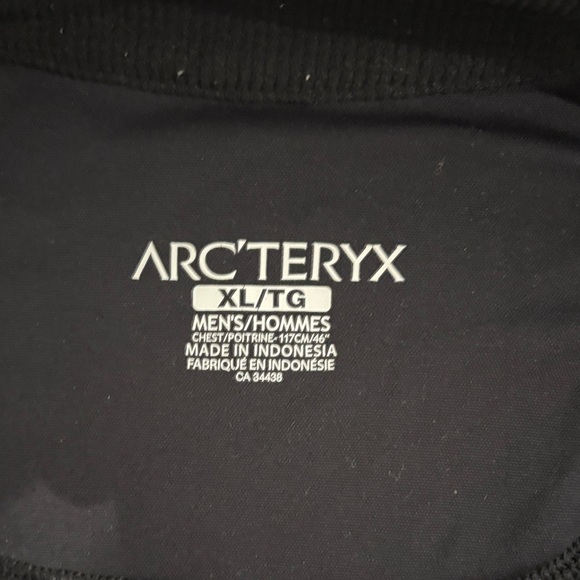 ARC'TERYX
XL/TG
MEN'S/HOMMES
CHEST/POITRINE-117CM/46"
MADE IN INDONESIA
FABRIQUÉ EN INDONÉSIE
CA 34438